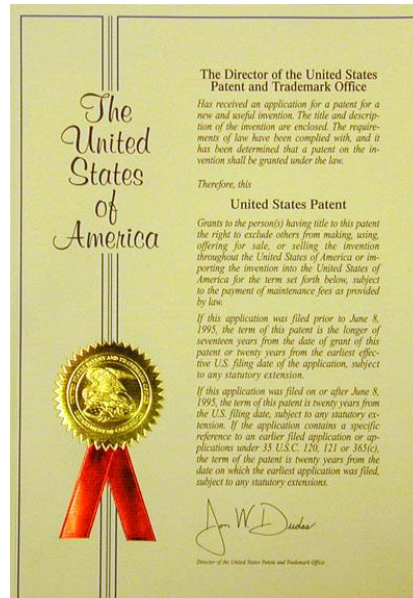 The
United
States
of
America
The Director of the United States
Patent and Trademark Office
Has received an application for a patent for a
new and useful invention. The title and descrip-
tion of the invention are enclosed. The require-
ments of law have been complied with, and it
has been determined that a patent on the in-
vention shall be granted under the law.
Therefore, this
United States Patent
Grants to the person(s) having title to this patent
the right to exclude others from making, using,
offering for sale, or selling the invention
throughout the United States of America or im-
porting the invention into the United States of
America for the term set forth below, subject
to the payment of maintenance fees as provided
by law.
If this application was filed prior to June 8,
1995, the term of this patent is the longer of
seventeen years from the date of grant of this
patent or twenty years from the earliest effec-
tive U.S. filing date of the application, subject
to any statutory extension.
If this application was filed on or after June 8,
1995, the term of this patent is twenty years from
the U.S. filing date, subject to any statutory ex-
tension. If the application contains a specific
reference to an earlier filed application or ap-
plications under 35 U.S.C. 120, 121 or 365(c),
the term of the patent is twenty years from the
date on which the earliest application was filed,
subject to any statutory extensions.
Jon W Dudas
Director of the United States Patent and Trademark Office